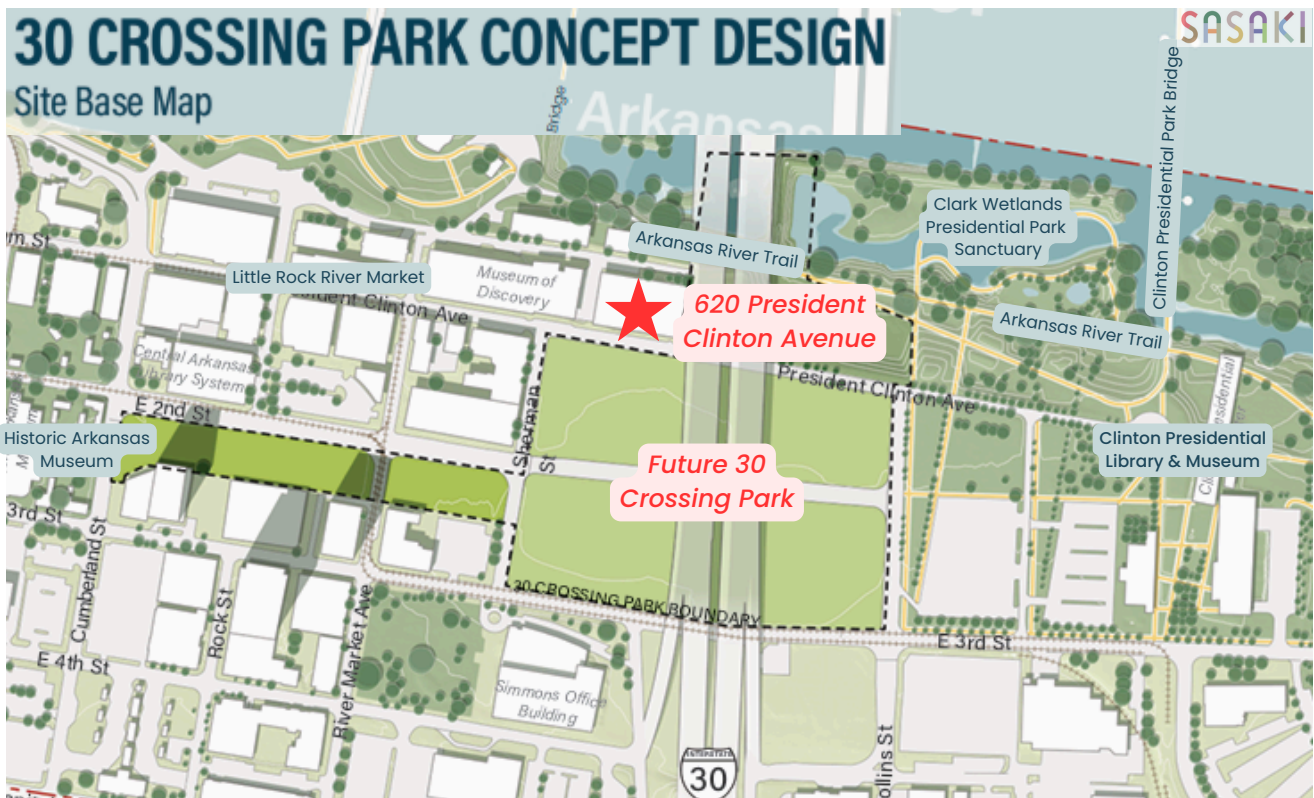 30 CROSSING PARK CONCEPT DESIGN
Site Base Map
SASAKI
Bridge
Arkansas
Clinton Presidential Park Bridge
Clark Wetlands
Presidential Park
Sanctuary
Arkansas River Trail
Little Rock River Market
Museum of
Discovery
620 President
Clinton Avenue
Arkansas River Trail
Clinton Ave
President Clinton Ave
Central Arkansas
Library System
E 2nd St
Sherman
St
Historic Arkansas
Museum
Future 30
Crossing Park
Clinton Presidential
Library & Museum
3rd St
Cumberland St
Rock St
River Market Ave
30 CROSSING PARK BOUNDARY
E 3rd St
E 4th St
Simmons Office
Building
INTERSTATE
30